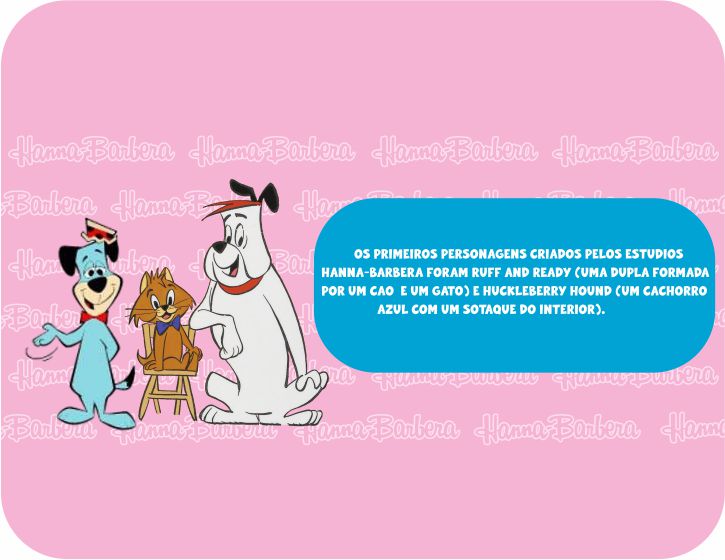 Hanna-Barbera Hanna-Barbera Hanna-Barbera Hanna-Barbera
Hanna-Barbera
OS PRIMEIROS PERSONAGENS CRIADOS PELOS ESTUDIOS
HANNA-BARBERA FORAM RUFF AND READY (UMA DUPLA FORMADA
POR UM CAO E UM GATO) E HUCKLEBERRY HOUND (UM CACHORRO
AZUL COM UM SOTAQUE DO INTERIOR).
Hanna-Barbera Hanna-Barbera